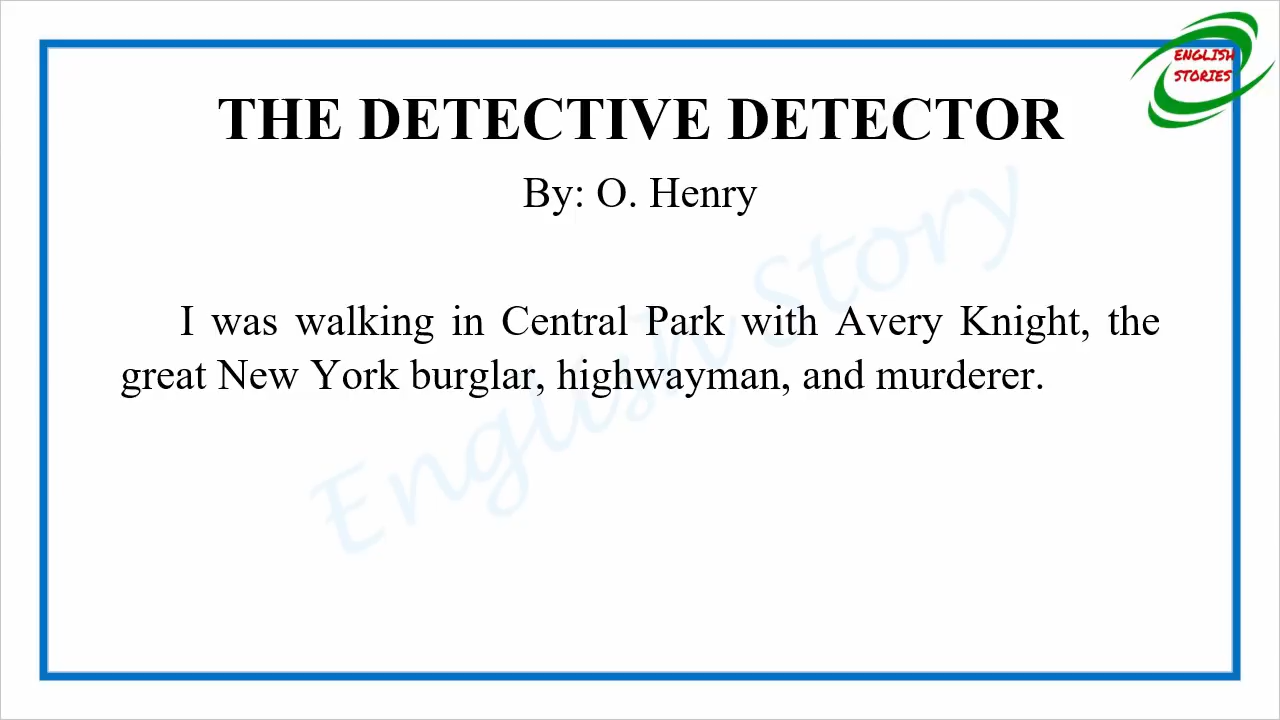 ENGLISH
STORIES
THE DETECTIVE DETECTOR
By: O. Henry
I was walking in Central Park with Avery Knight, the
great New York burglar, highwayman, and murderer.
English Story